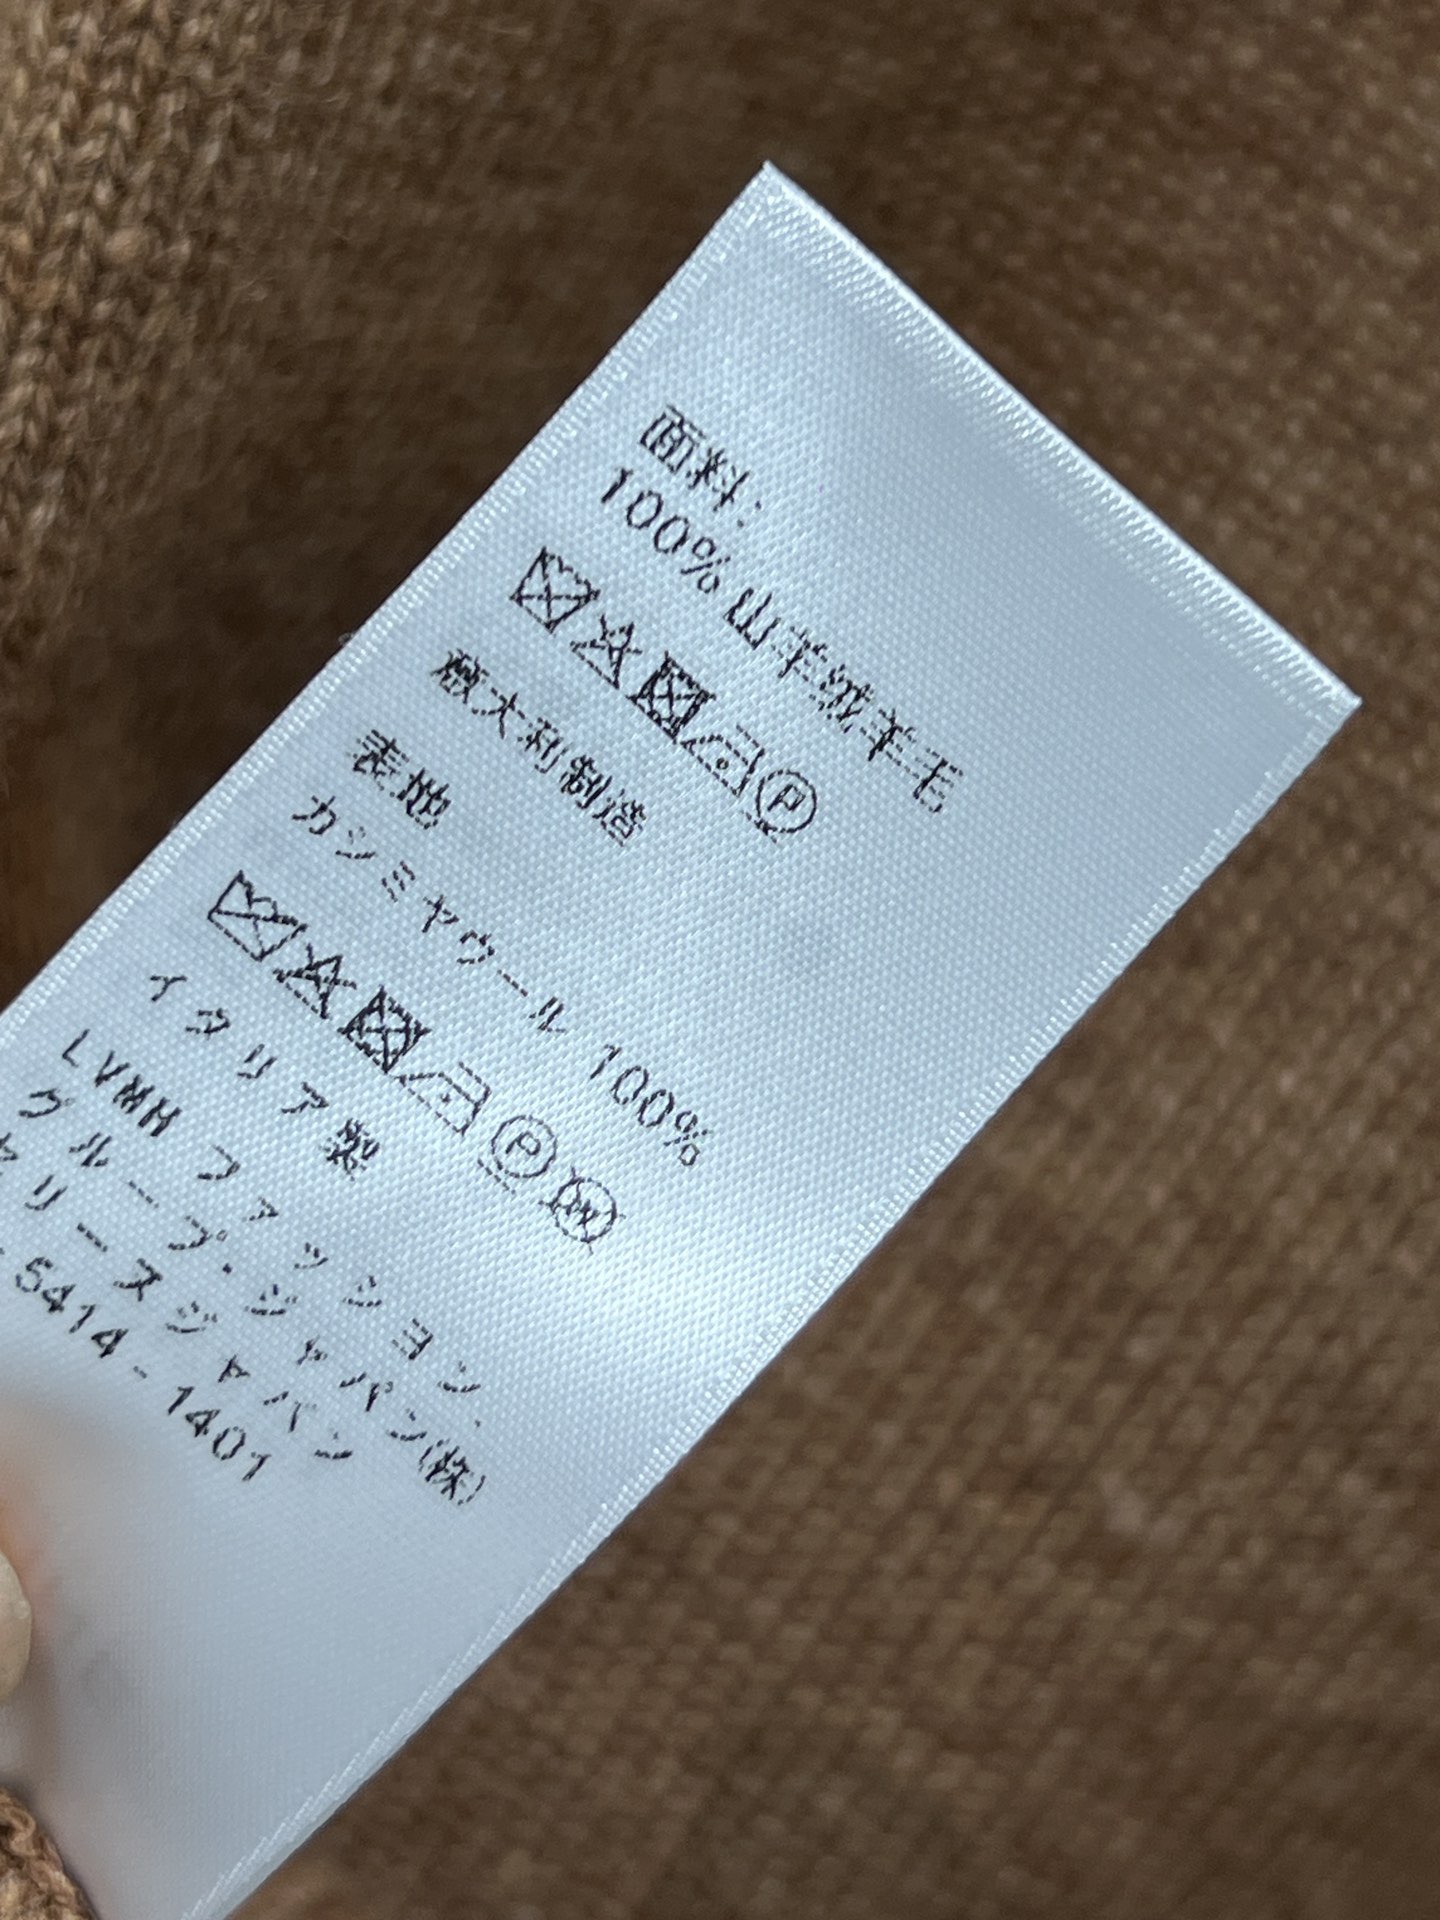 面料:
100% 山羊绒羊毛
P
意大利制造
表地
カシミヤウール 100%
P W
イタリア製
LVMH ファッション.
グループ・ジャパン(株)
リースジャパン
5414-1401